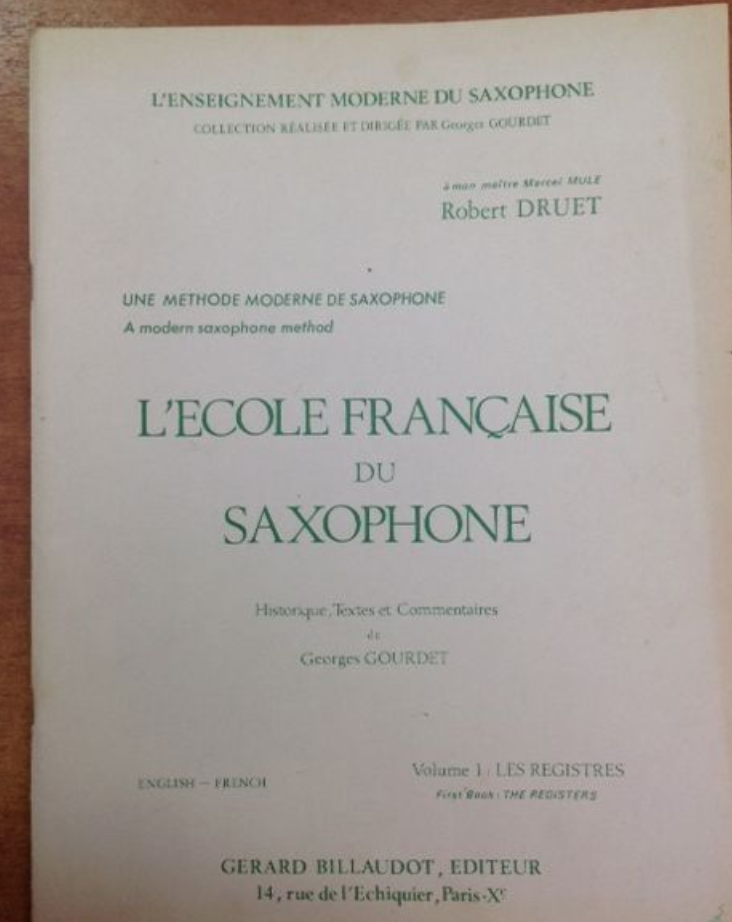 L'ENSEIGNEMENT MODERNE DU SAXOPHONE
COLLECTION RÉALISÉE ET DIRIGÉE PAR Georges GOURDET
à mon maître Marcel MULE
Robert DRUET
UNE METHODE MODERNE DE SAXOPHONE
A modern saxophone method
L'ECOLE FRANÇAISE
DU
SAXOPHONE
Historique, Textes et Commentaires
de
Georges GOURDET
ENGLISH — FRENCH
Volume 1 : LES REGISTRES
First Book : THE REGISTERS
GERARD BILLAUDOT, EDITEUR
14, rue de l'Echiquier, Paris-Xe